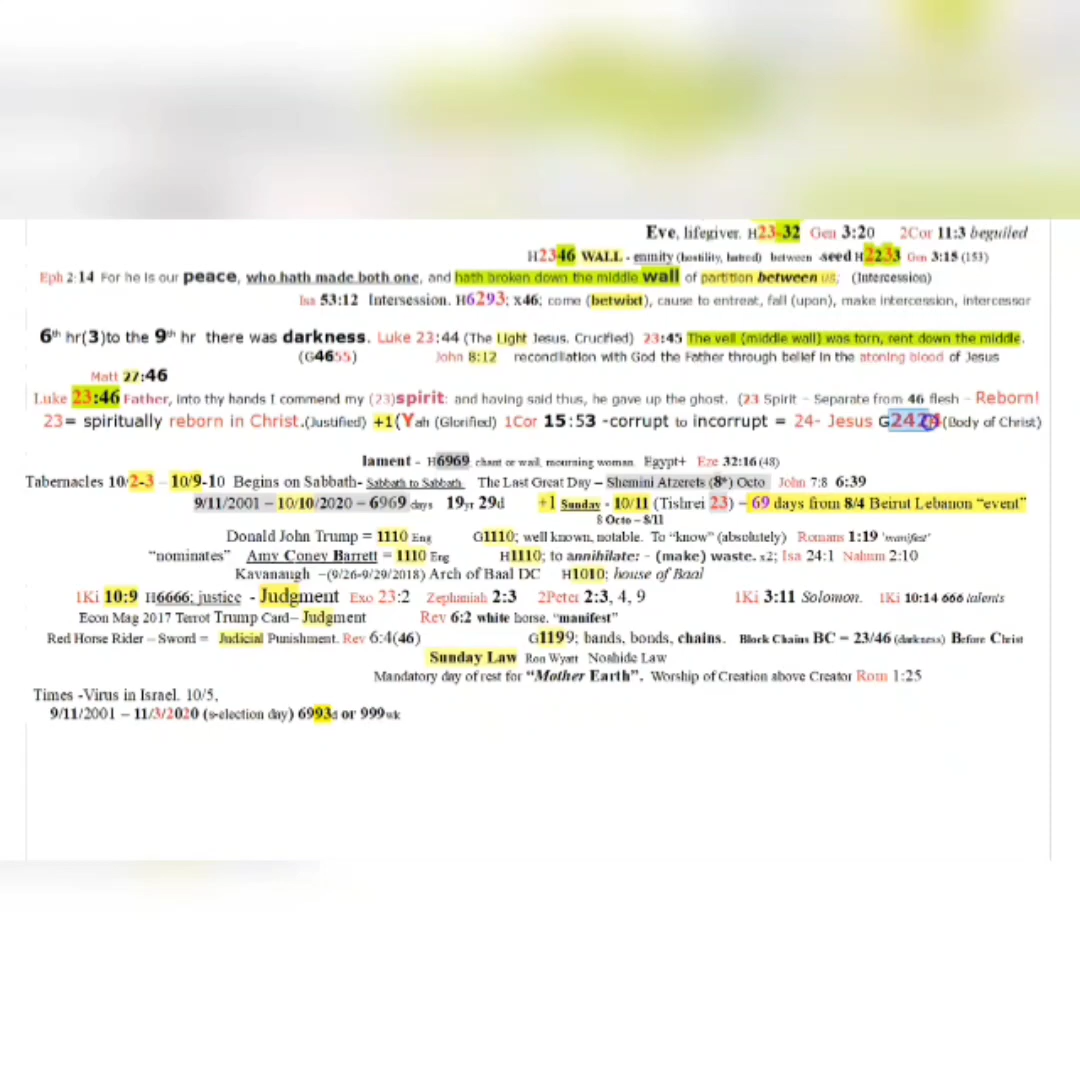 Eve, lifegiver. H23-32 Gen 3:20 2Cor 11:3 beguiled
H2346 WALL - enmity (hostility, hatred) between -seed H2233 Gen 3:15 (153)
Eph 2:14 For he is our peace, who hath made both one, and hath broken down the middle wall of partition between us; (Intercession)
Isa 53:12 Intersession. H6293; x46; come (betwixt), cause to entreat, fall (upon), make intercession, intercessor
6th hr(3)to the 9th hr there was darkness. Luke 23:44 (The Light Jesus, Crucified) 23:45 The veil (middle wall) was torn, rent down the middle.
(G4655) John 8:12 reconciliation with God the Father through belief in the atoning blood of Jesus
Matt 27:46
Luke 23:46 Father, into thy hands I commend my (23)spirit: and having said thus, he gave up the ghost. (23 Spirit - Separate from 46 flesh - Reborn!
23= spiritually reborn in Christ.(Justified) +1(Yah (Glorified) 1Cor 15:53 -corrupt to incorrupt = 24- Jesus G242 (Body of Christ)
lament - H6969 chant or wail, mourning woman. Egypt+ Eze 32:16 (48)
Tabernacles 10/2-3 - 10/9-10 Begins on Sabbath- Sabbath to Sabbath. The Last Great Day – Shemini Atzerets (8th) Octo John 7:8 6:39
9/11/2001 – 10/10/2020 – 6969 days 19yr 29d +1 Sunday - 10/11 (Tishrei 23) – 69 days from 8/4 Beirut Lebanon “event”
8 Octo – 8/11
Donald John Trump = 1110 Eng G1110; well known, notable. To “know” (absolutely) Romans 1:19 'manifest'
“nominates” Amy Coney Barrett = 1110 Eng H1110; to annihilate: - (make) waste. x2; Isa 24:1 Nahum 2:10
Kavanaugh –(9/26-9/29/2018) Arch of Baal DC H1010; house of Baal
1Ki 10:9 H6666; justice - Judgment Exo 23:2 Zephaniah 2:3 2Peter 2:3, 4, 9 1Ki 3:11 Solomon. 1Ki 10:14 666 talents
Econ Mag 2017 Terrot Trump Card– Judgment Rev 6:2 white horse. “manifest”
Red Horse Rider – Sword = Judicial Punishment. Rev 6:4(46) G1199; bands, bonds, chains. Block Chains BC – 23/46 (darkness) Before Christ
Sunday Law Ron Wyatt Noahide Law
Mandatory day of rest for “Mother Earth”. Worship of Creation above Creator Rom 1:25
Times -Virus in Israel. 10/5,
9/11/2001 – 11/3/2020 (s-election day) 6993d or 999wk